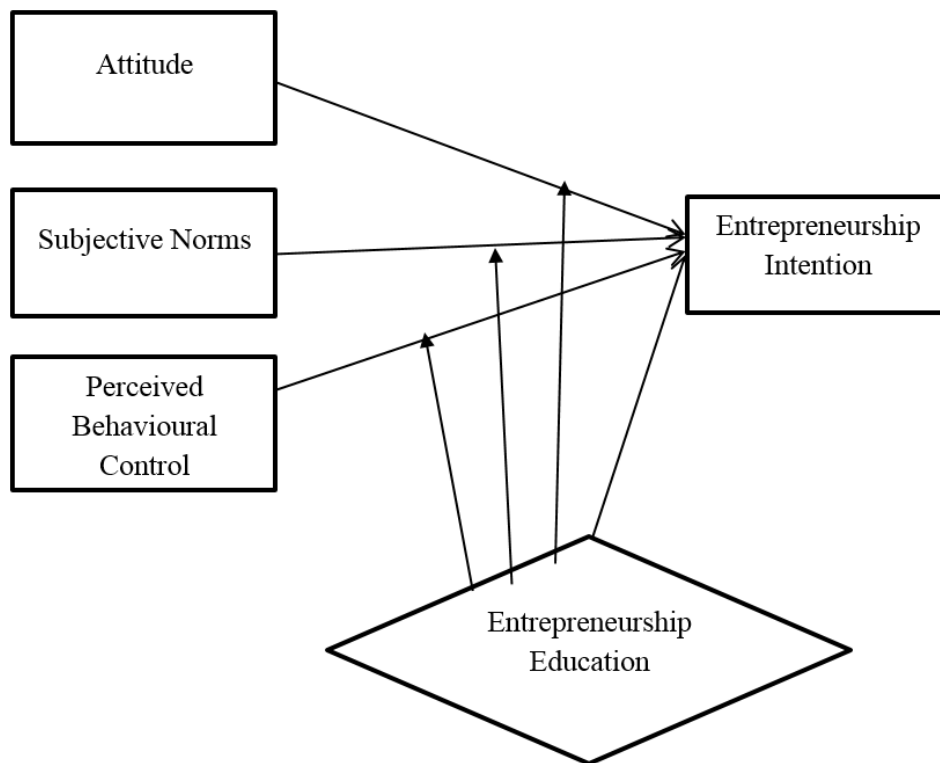 Attitude
Subjective Norms
Perceived
Behavioural
Control
Entrepreneurship
Intention
Entrepreneurship
Education